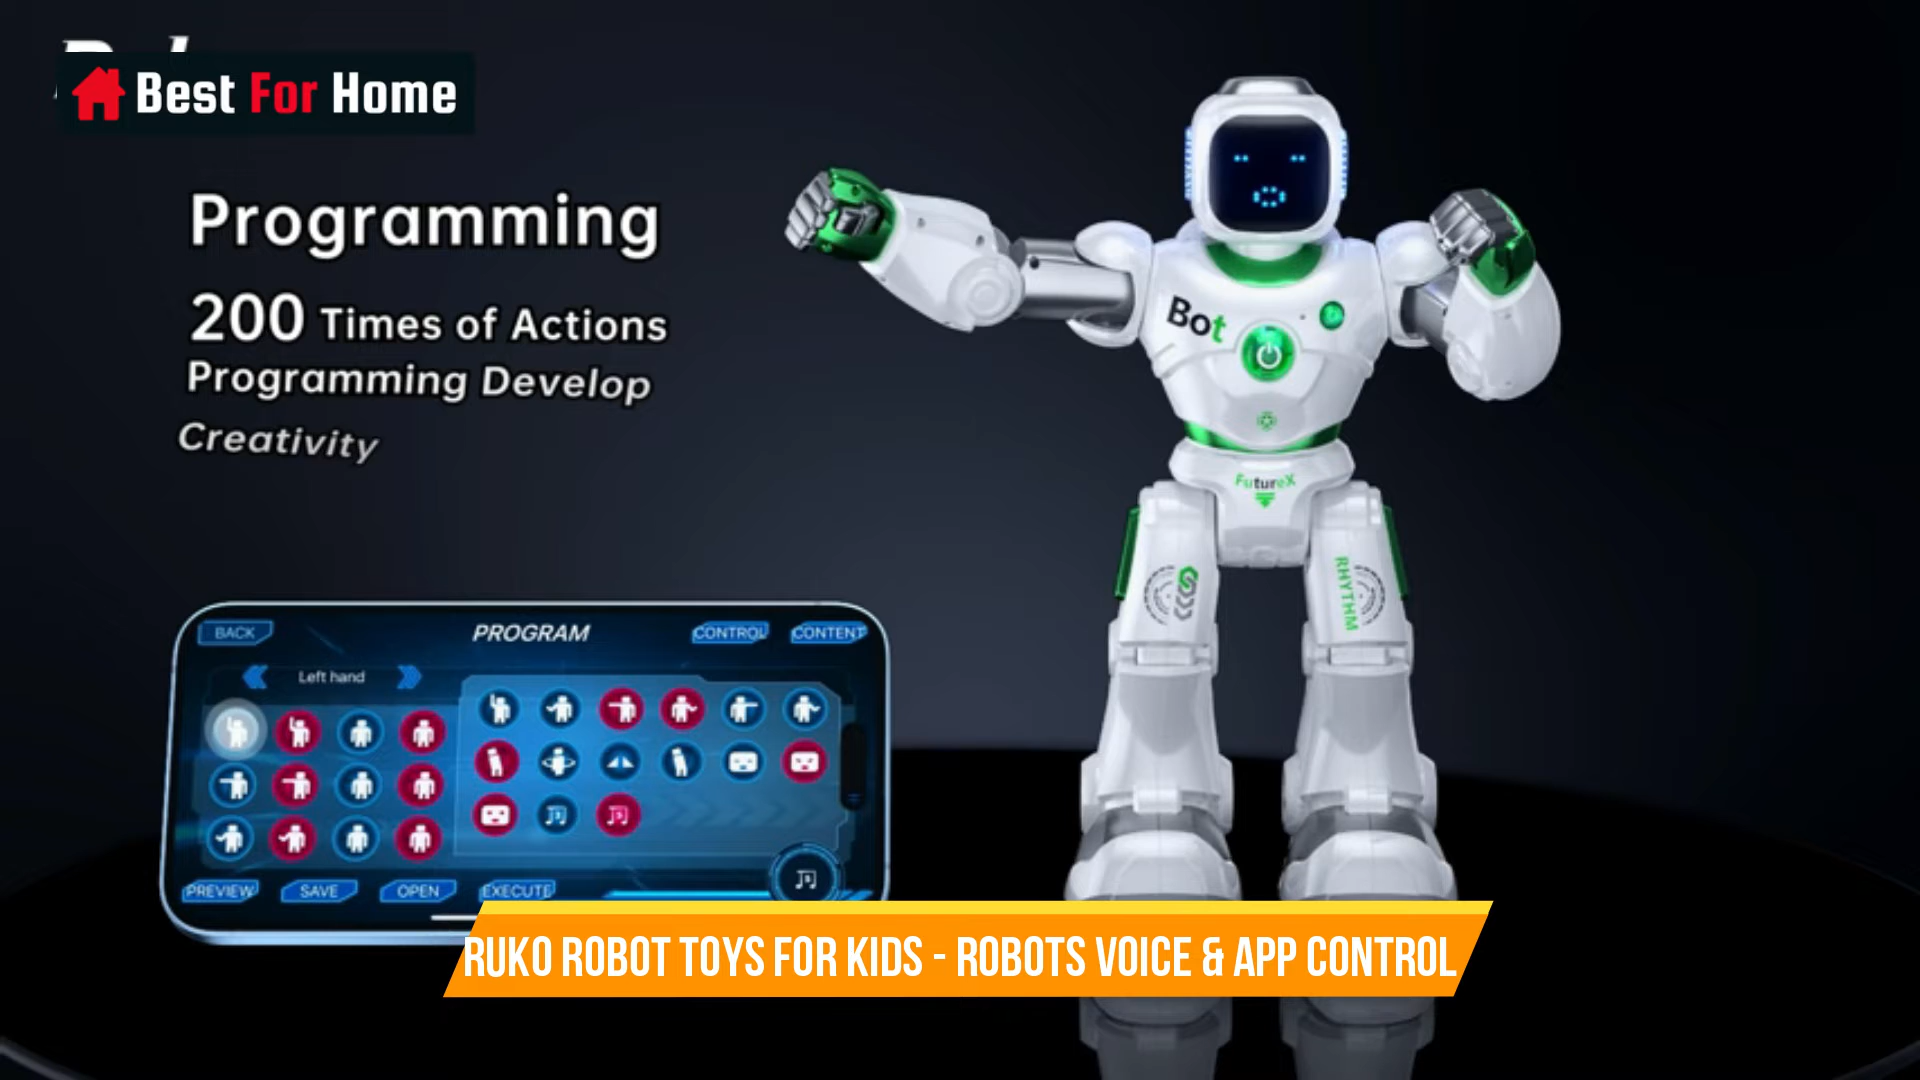 Best For Home
Programming
200 Times of Actions
Programming Develop
Creativity
Bot
FutureX
RHYTHM
BACK
PROGRAM
CONTROL
CONTENT
Left hand
PREVIEW
SAVE
OPEN
EXECUTE
RUKO ROBOT TOYS FOR KIDS - ROBOTS VOICE & APP CONTROL